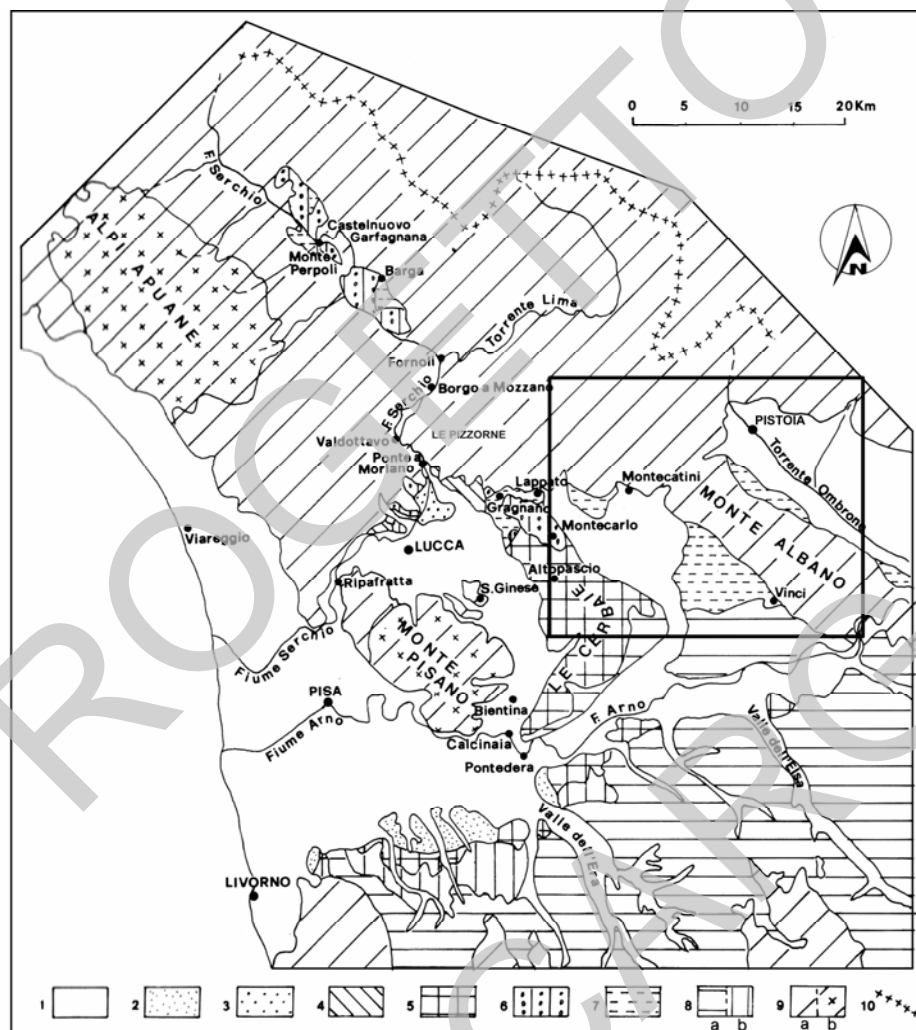 0 5 10 15 20 Km
F. Serchio
ALPI APUANE
Castelnuovo
Garfagnana
Monte
Perpoli
Barga
N
Torrente Lima
Fornoli
Borgo a Mozzano
F. Serchio
PISTOIA
Valdottavo
LE PIZZORNE
Ponte a
Moriano
Torrente Ombrone
Lappato
Montecatini
Gragnano
MONTE ALBANO
Viareggio
Montecarlo
LUCCA
Altopascio
Ripafratta
S. Ginese
Vinci
LE CERBAIE
MONTE
PISANO
Fiume Serchio
PISA
Bientina
F. Arno
Fiume Arno
Calcinaia
Valle dell'Elsa
Pontedera
Valle dell'Era
LIVORNO
1 2 3 4 5 6 7 8 9 10
a b a b
ROGETTO
CARG